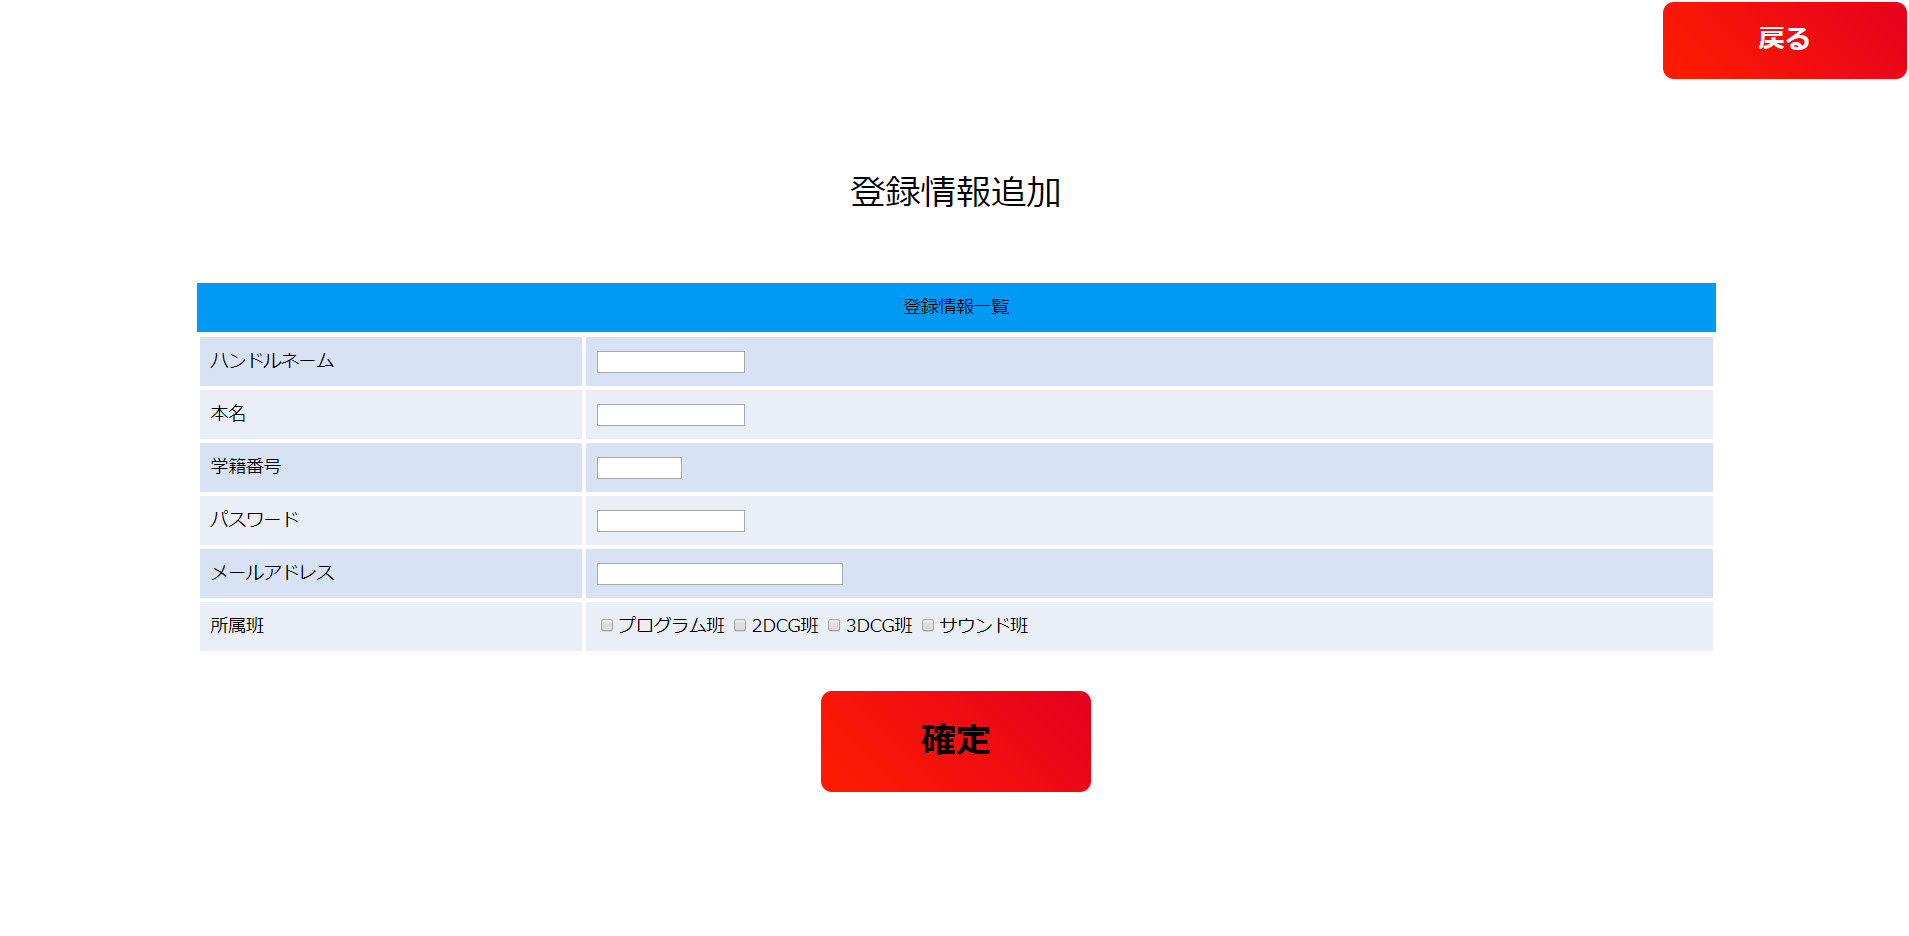 戻る
登録情報追加
登録情報一覧
ハンドルネーム
本名
学籍番号
パスワード
メールアドレス
所属班 プログラム班 2DCG班 3DCG班 サウンド班
確定